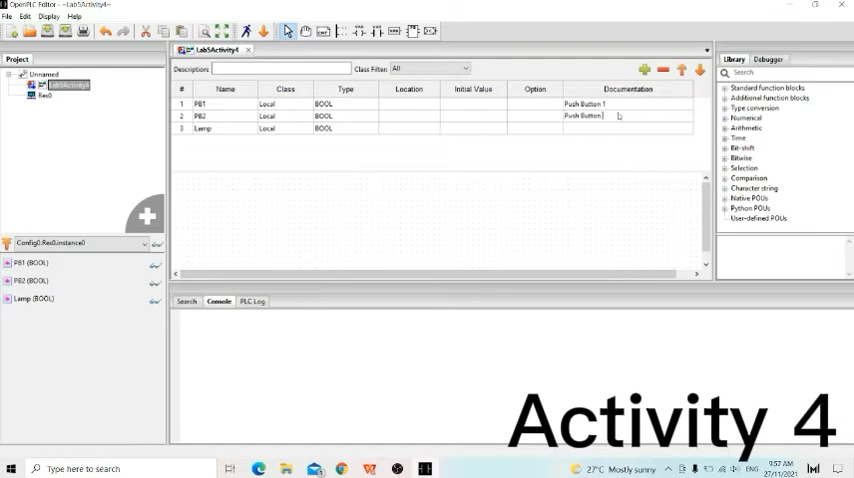 OpenPLC Editor - ~Lab5Activity4~
File Edit Display Help
Project
Unnamed
Lab5Activity4
Res0
Lab5Activity4
Description: Class Filter: All
# Name Class Type Location Initial Value Option Documentation
1 PB1 Local BOOL Push Button 1
2 PB2 Local BOOL Push Button
3 Lamp Local BOOL
Config0.Res0.instance0
PB1 (BOOL)
PB2 (BOOL)
Lamp (BOOL)
Search Console PLC Log
Library Debugger
Search
Standard function blocks
Additional function blocks
Type conversion
Numerical
Arithmetic
Time
Bit-shift
Bitwise
Selection
Comparison
Character string
Native POUs
Python POUs
User-defined POUs
Activity 4
Type here to search
27°C Mostly sunny
ENG
9:57 AM
27/11/2021